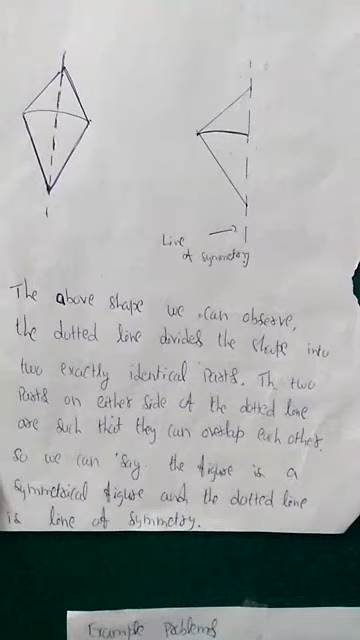 Line
of symmetry
The above shape we can observe,
the dotted line divides the shape into
two exactly identical Parts. Th two
Parts on either side of the dotted line
are such that they can overlap each other.
So we can say the figure is a
Symmetrical figure and the dotted line
is line of symmetry.
Example Problems